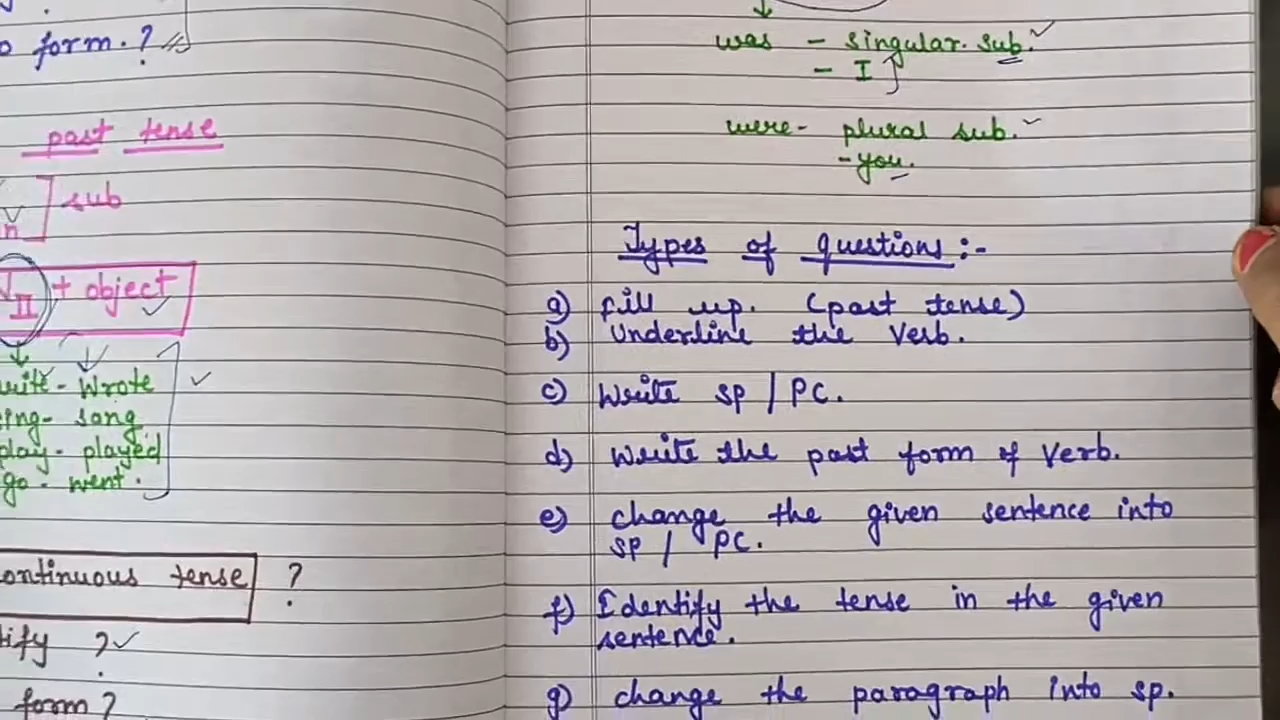 form. ?
past tense
sub
II + object
write - Wrote
sing - song
play - played
go - went.
continuous tense ?
?
form ?
was - singular. sub.
- I
were - plural sub.
- you.
Types of questions :-
a) fill up. (past tense)
b) Underline the Verb.
c) Write SP / PC.
d) Write the past form of Verb.
e) change the given sentence into
SP / PC.
f) Identify the tense in the given
sentence.
g) change the paragraph into SP.